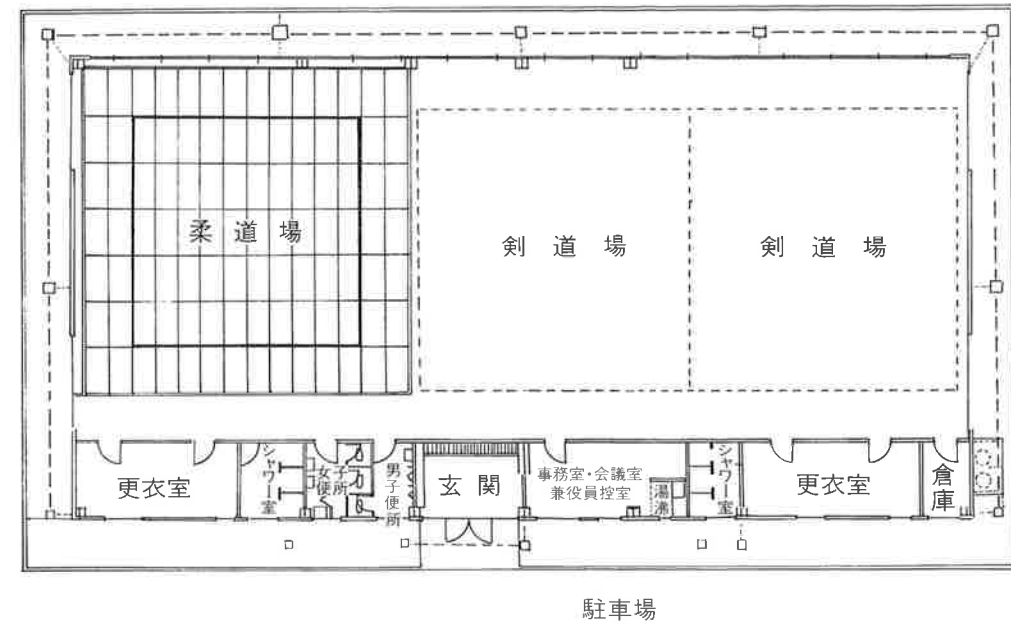 柔道場
剣道場
剣道場
更衣室
シャワー室
女子便所
男子便所
玄関
事務室・会議室
兼役員控室
湯沸
シャワー室
更衣室
倉庫
駐車場